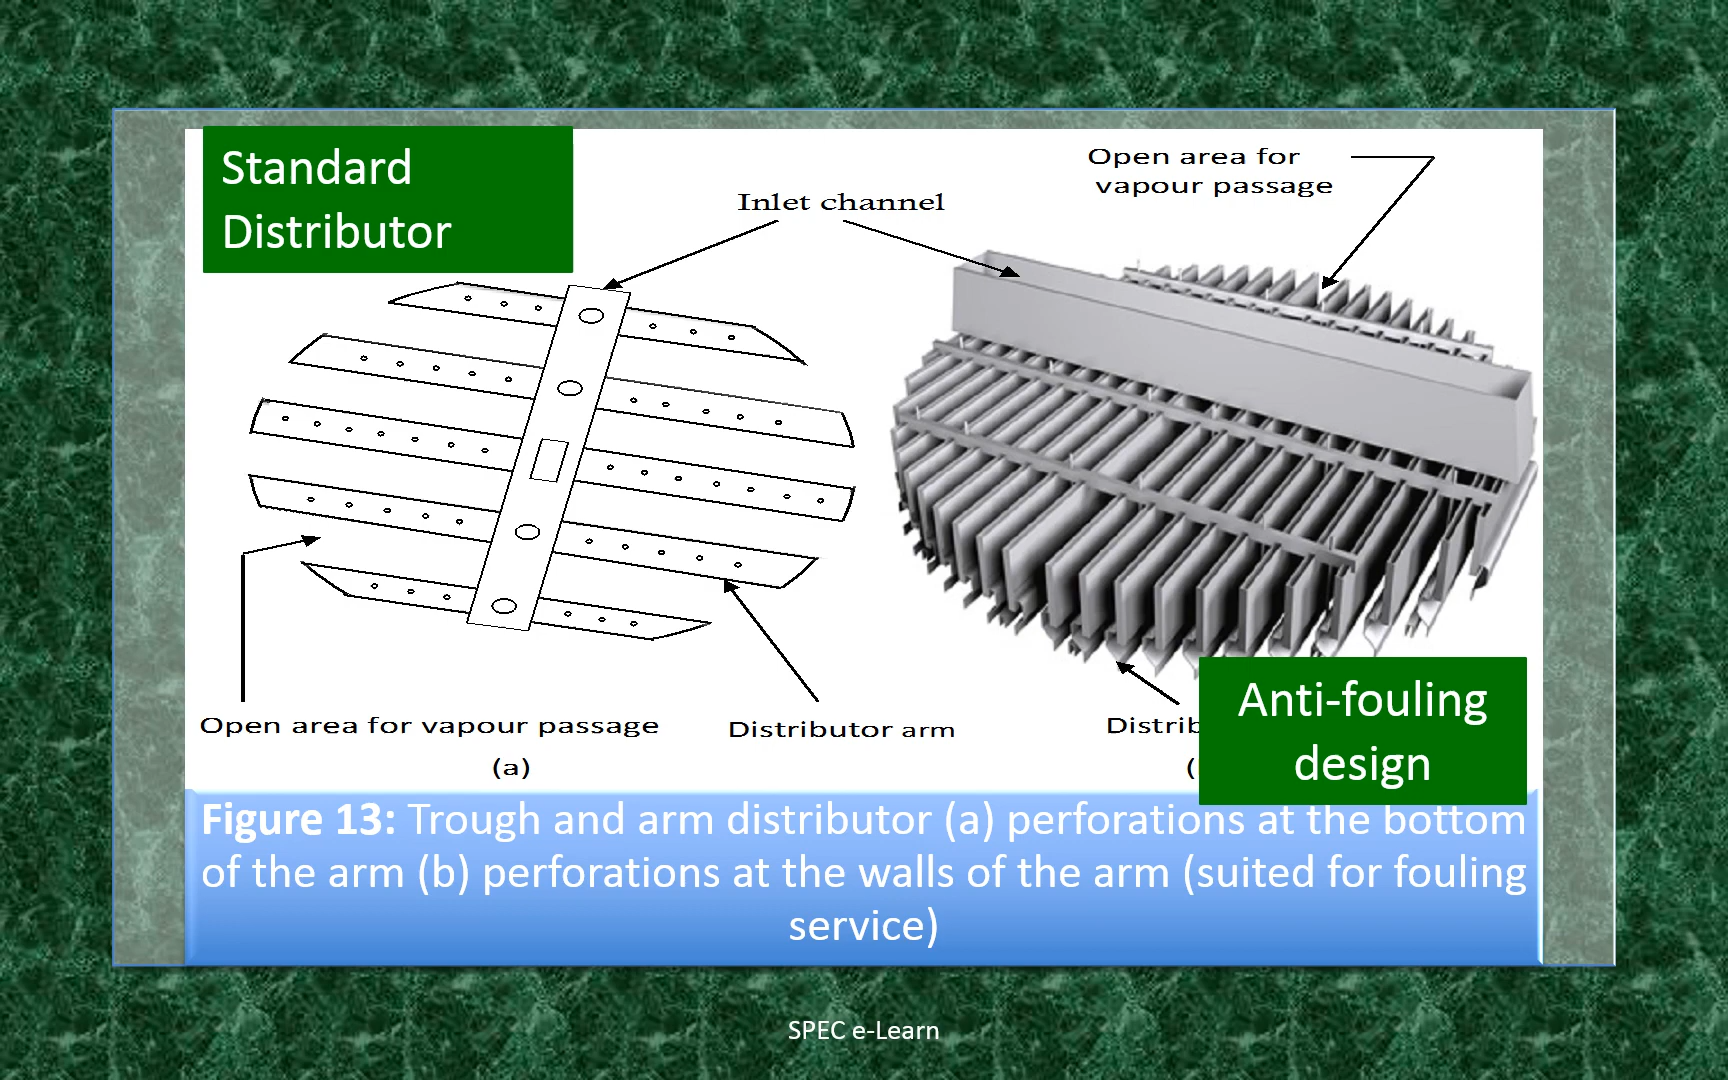 Standard
Distributor
Open area for
vapour passage
Inlet channel
Open area for vapour passage
Distributor arm
(a)
Anti-fouling
design
Figure 13: Trough and arm distributor (a) perforations at the bottom
of the arm (b) perforations at the walls of the arm (suited for fouling
service)
SPEC e-Learn